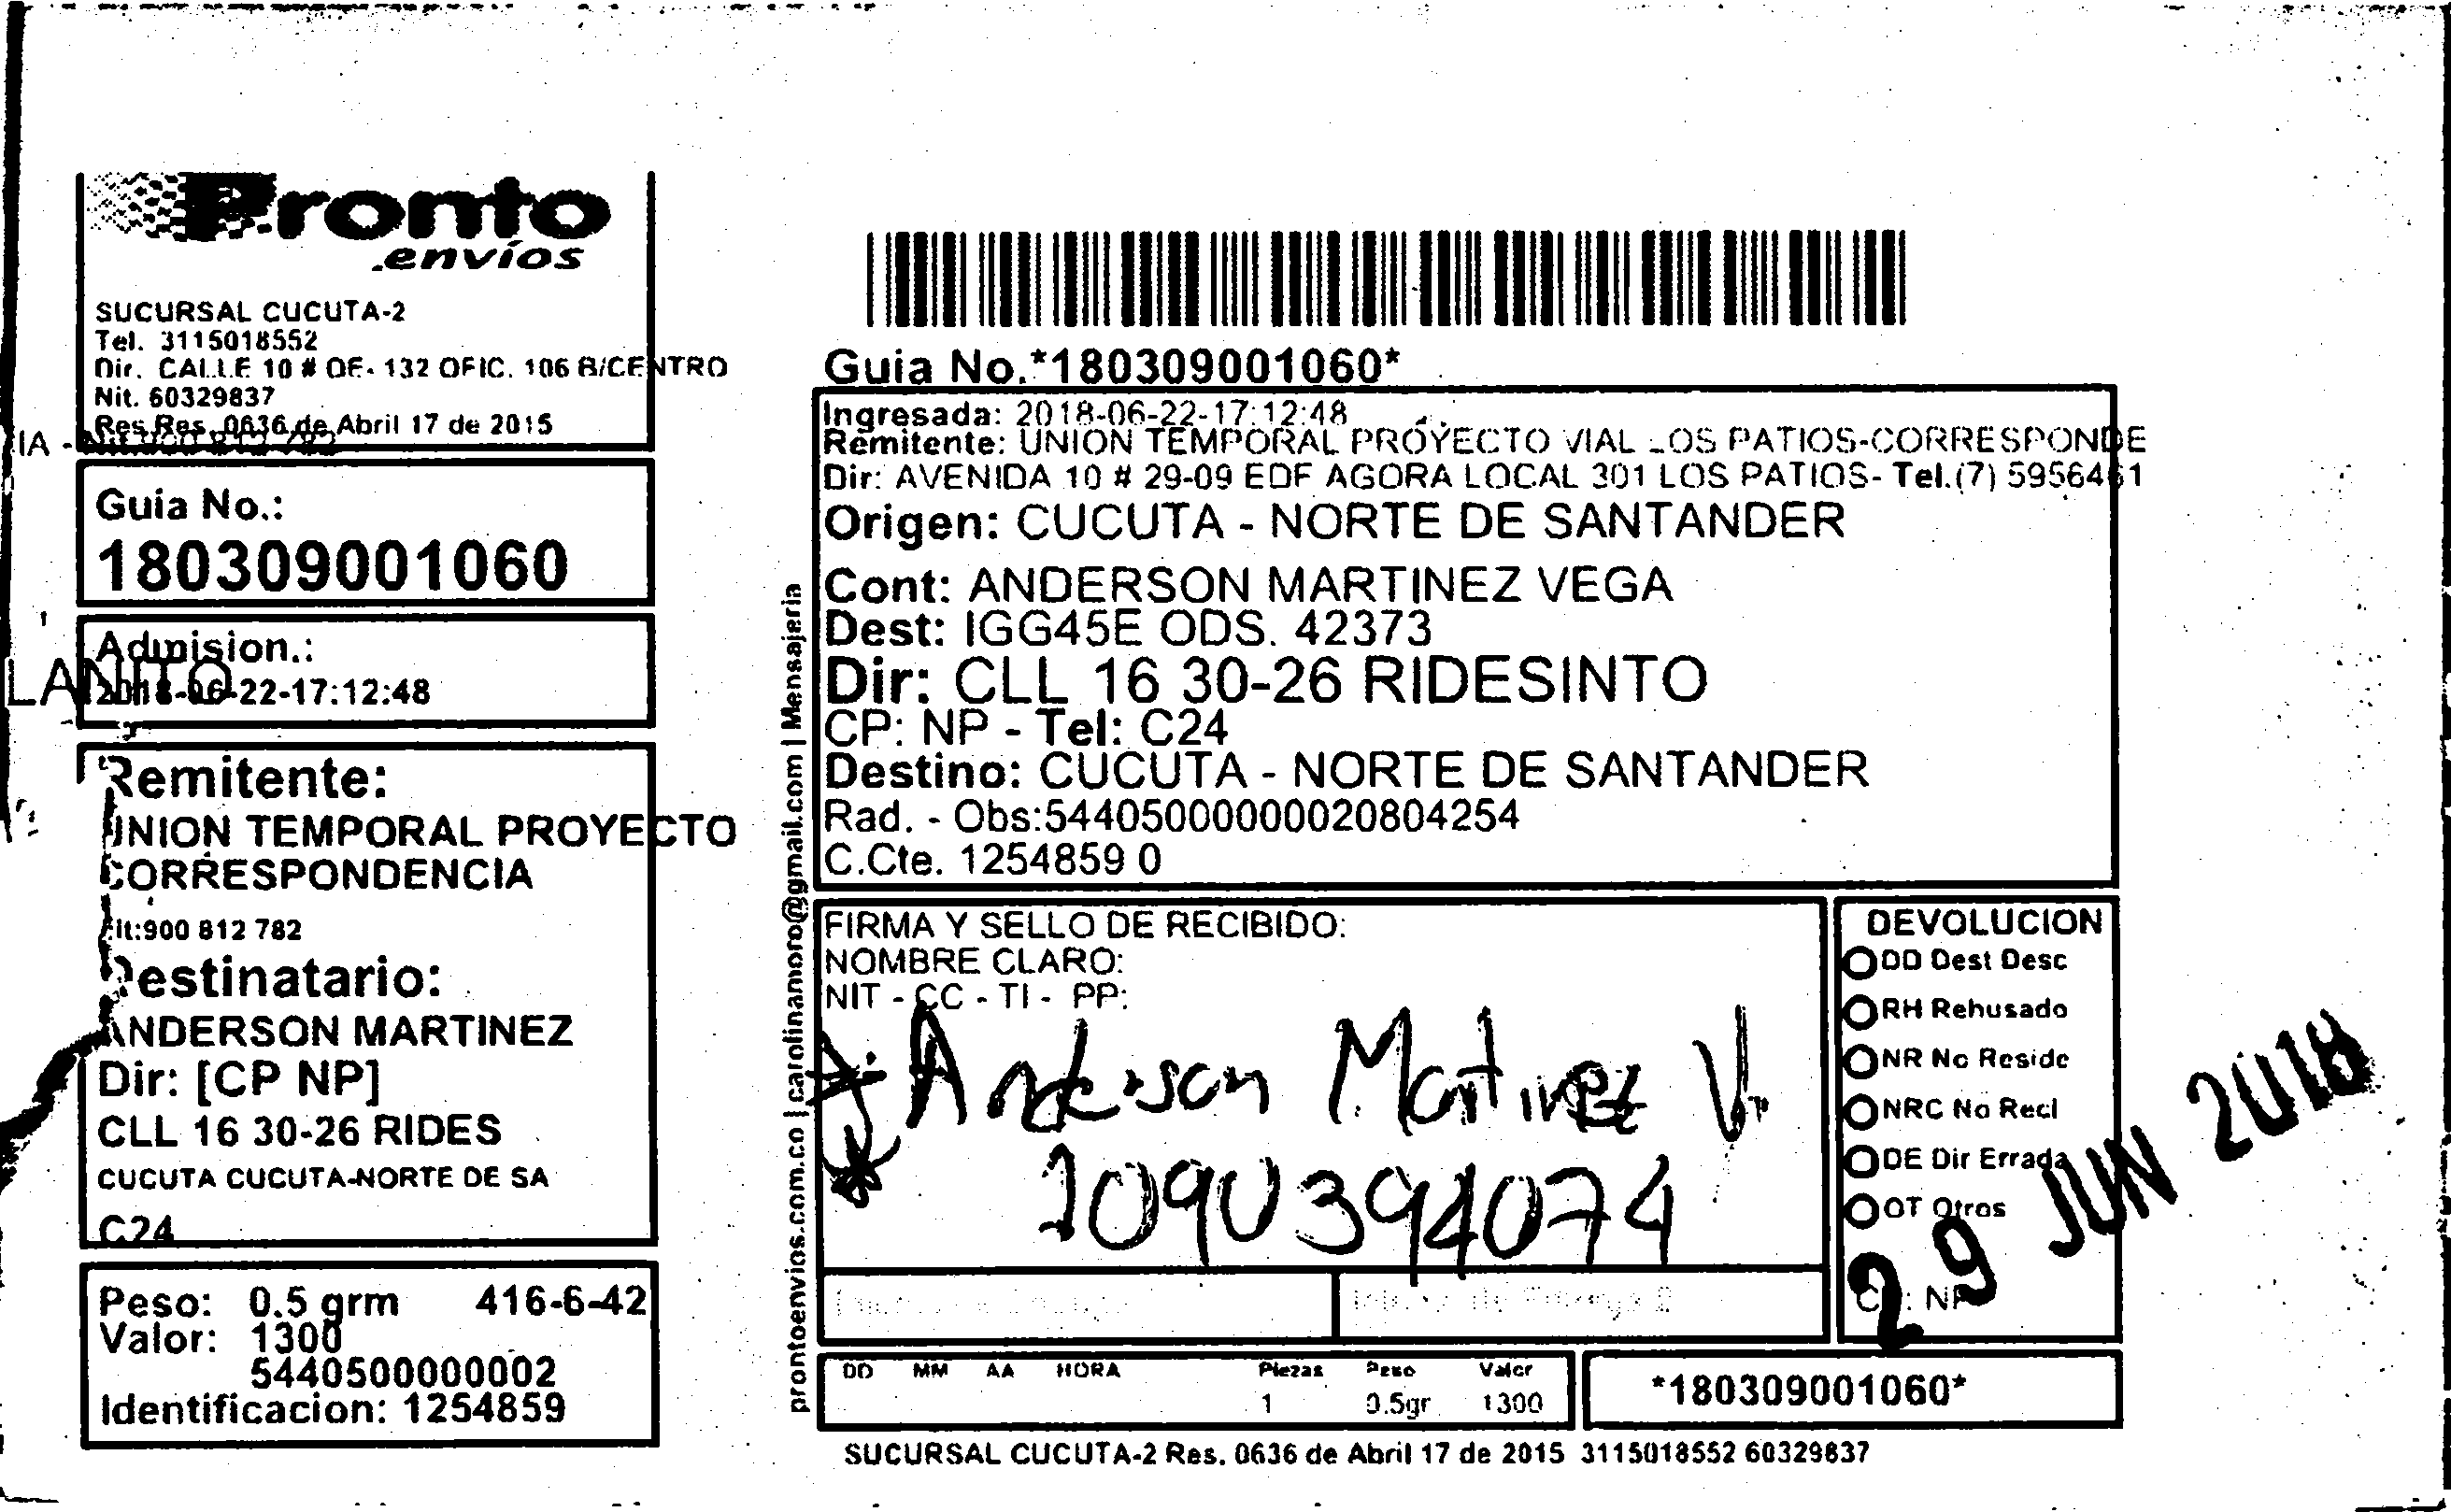 Pronto
envíos
SUCURSAL CUCUTA-2
Tel. 3115018552
Dir. CALLE 10 # OE- 132 OFIC. 106 B/CENTRO
Nit. 60329837
Res Res. 0636 de Abril 17 de 2015
IA -
Guia No.:
180309001060
Admision.:
2018-06-22-17:12:48
LANITO
Remitente:
UNION TEMPORAL PROYECTO
CORRESPONDENCIA
Nit:900 812 782
Destinatario:
ANDERSON MARTINEZ
Dir: [CP NP]
CLL 16 30-26 RIDES
CUCUTA CUCUTA-NORTE DE SA
C24
Peso: 0.5 grm 416-6-42
Valor: 1300
5440500000002
Identificacion: 1254859
prontoenvios.com.co | carolinanmoro@gmail.com | Mensajeria
Guia No.*180309001060*
Ingresada: 2018-06-22-17:12:48
Remitente: UNION TEMPORAL PROYECTO VIAL LOS PATIOS-CORRESPONDE
Dir: AVENIDA 10 # 29-09 EDF AGORA LOCAL 301 LOS PATIOS- Tel.(7) 5956461
Origen: CUCUTA - NORTE DE SANTANDER
Cont: ANDERSON MARTINEZ VEGA
Dest: IGG45E ODS. 42373
Dir: CLL 16 30-26 RIDESINTO
CP: NP - Tel: C24
Destino: CUCUTA - NORTE DE SANTANDER
Rad. - Obs:544050000000020804254
C.Cte. 1254859 0
FIRMA Y SELLO DE RECIBIDO:
NOMBRE CLARO:
NIT - CC - TI - PP:
Anderson Martinez V
1090394074
DEVOLUCION
DD Dest Desc
RH Rehusado
NR No Reside
NRC No Recl
DE Dir Errada
OT Otros
CP: NP
29 JUN 2018
DD MM AA HORA Piezas Peso Valor
1 0.5gr 1300
*180309001060*
SUCURSAL CUCUTA-2 Res. 0636 de Abril 17 de 2015 3115018552 60329837